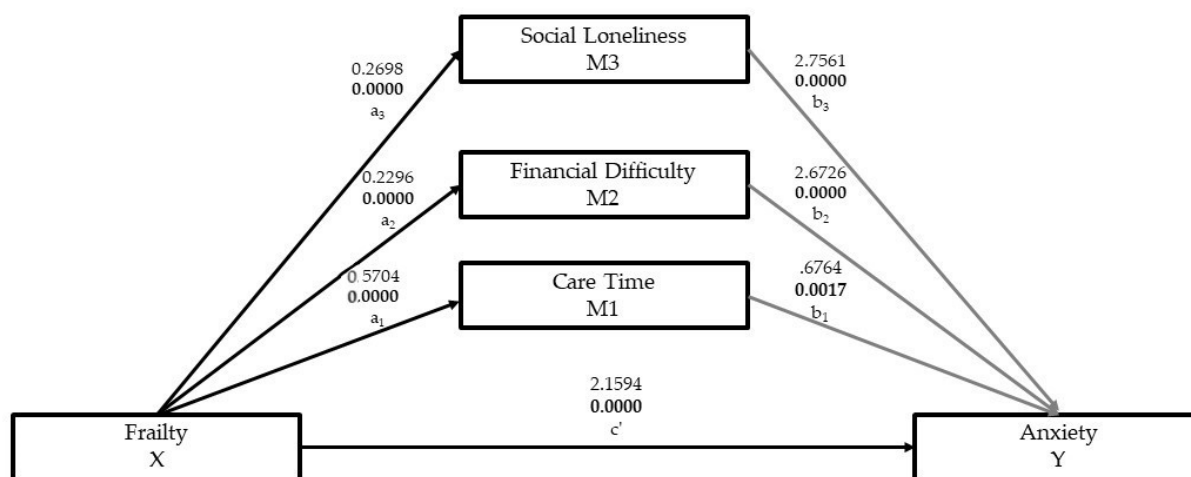 Social Loneliness
M3
0.2698
0.0000
a₃
2.7561
0.0000
b₃
Financial Difficulty
M2
0.2296
0.0000
a₂
2.6726
0.0000
b₂
Care Time
M1
0.5704
0.0000
a₁
.6764
0.0017
b₁
2.1594
0.0000
c'
Frailty
X
Anxiety
Y